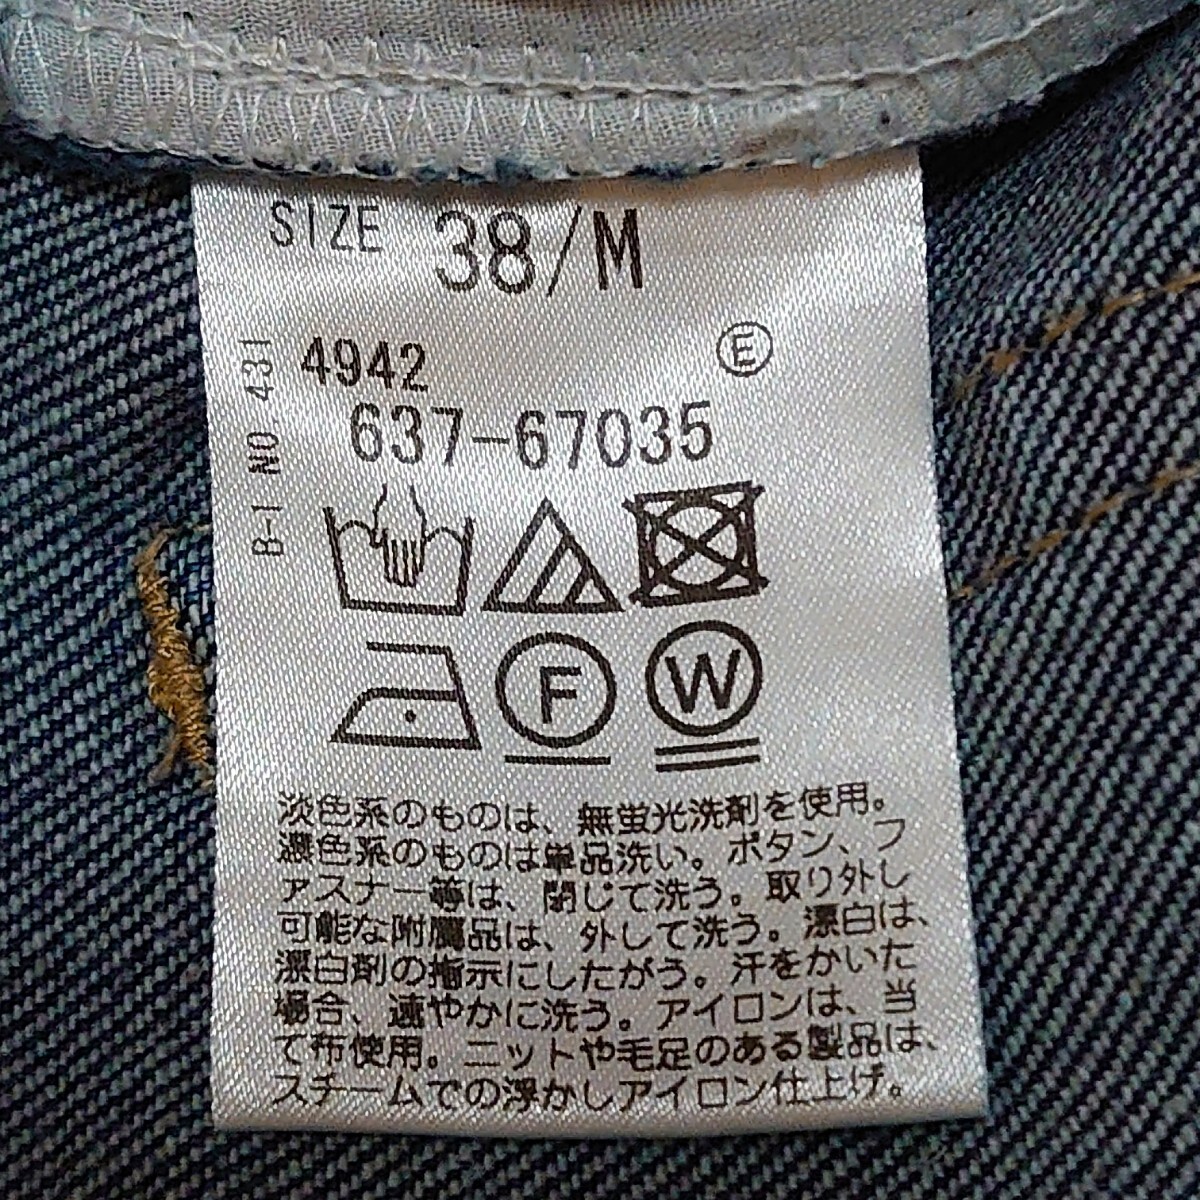 SIZE 38/M
4942
Ⓔ
637-67035
B-1 NO 431
F
W
淡色系のものは、無蛍光洗剤を使用。
濃色系のものは単品洗い。ボタン、フ
ァスナー等は、閉じて洗う。取り外し
可能な附属品は、外して洗う。漂白は、
漂白剤の指示にしたがう。汗をかいた
場合、速やかに洗う。アイロンは、当
て布使用。ニットや毛足のある製品は、
スチームでの浮かしアイロン仕上げ。